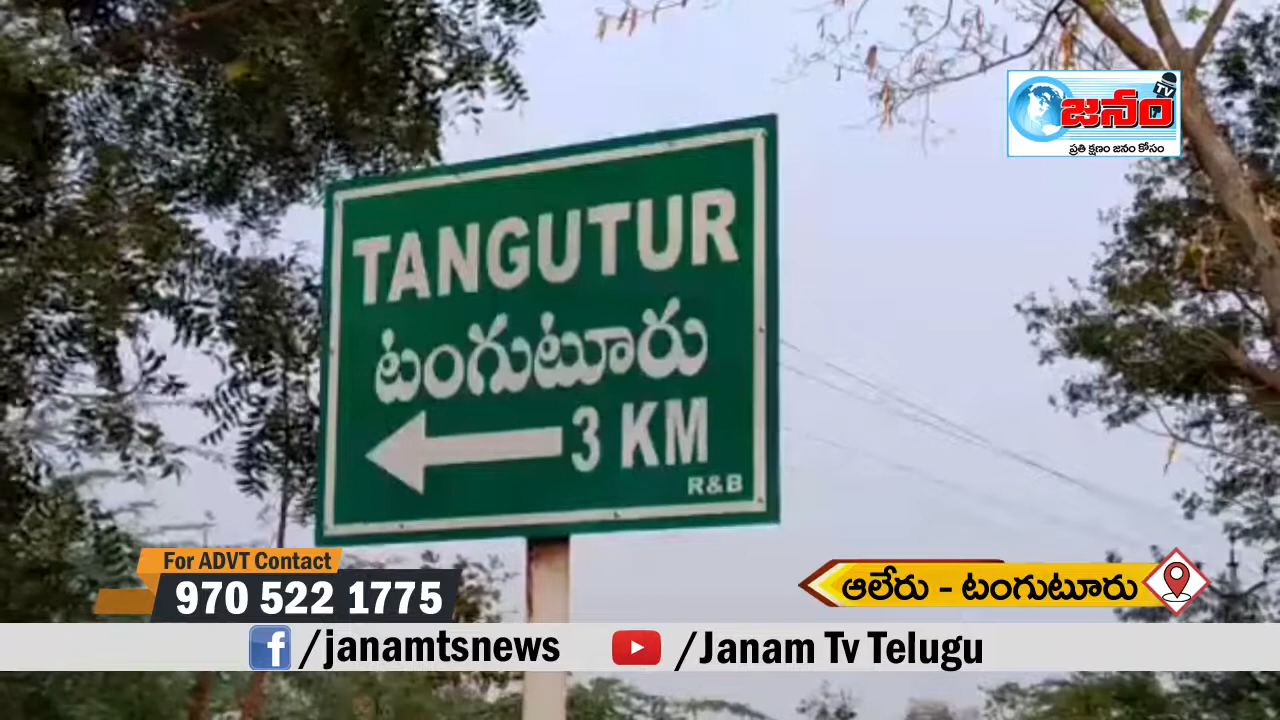 TV
జనం
ప్రతి క్షణం జనం కోసం
TANGUTUR
టంగుటూరు
3 KM
R&B
For ADVT Contact
970 522 1775
ఆలేరు - టంగుటూరు
/janamtsnews
/Janam Tv Telugu